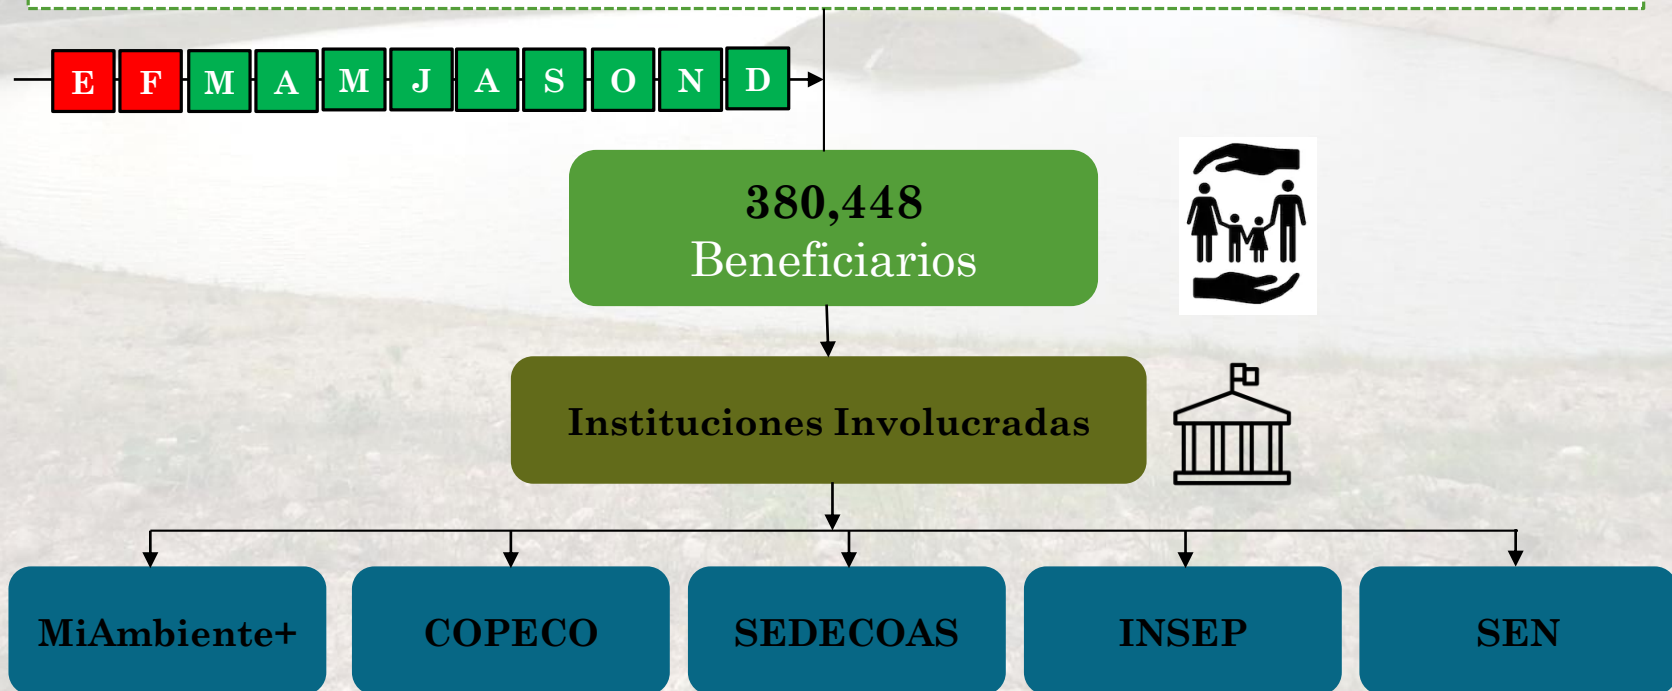 E F M A M J A S O N D
380,448
Beneficiarios
Instituciones Involucradas
MiAmbiente+ COPECO SEDECOAS INSEP SEN